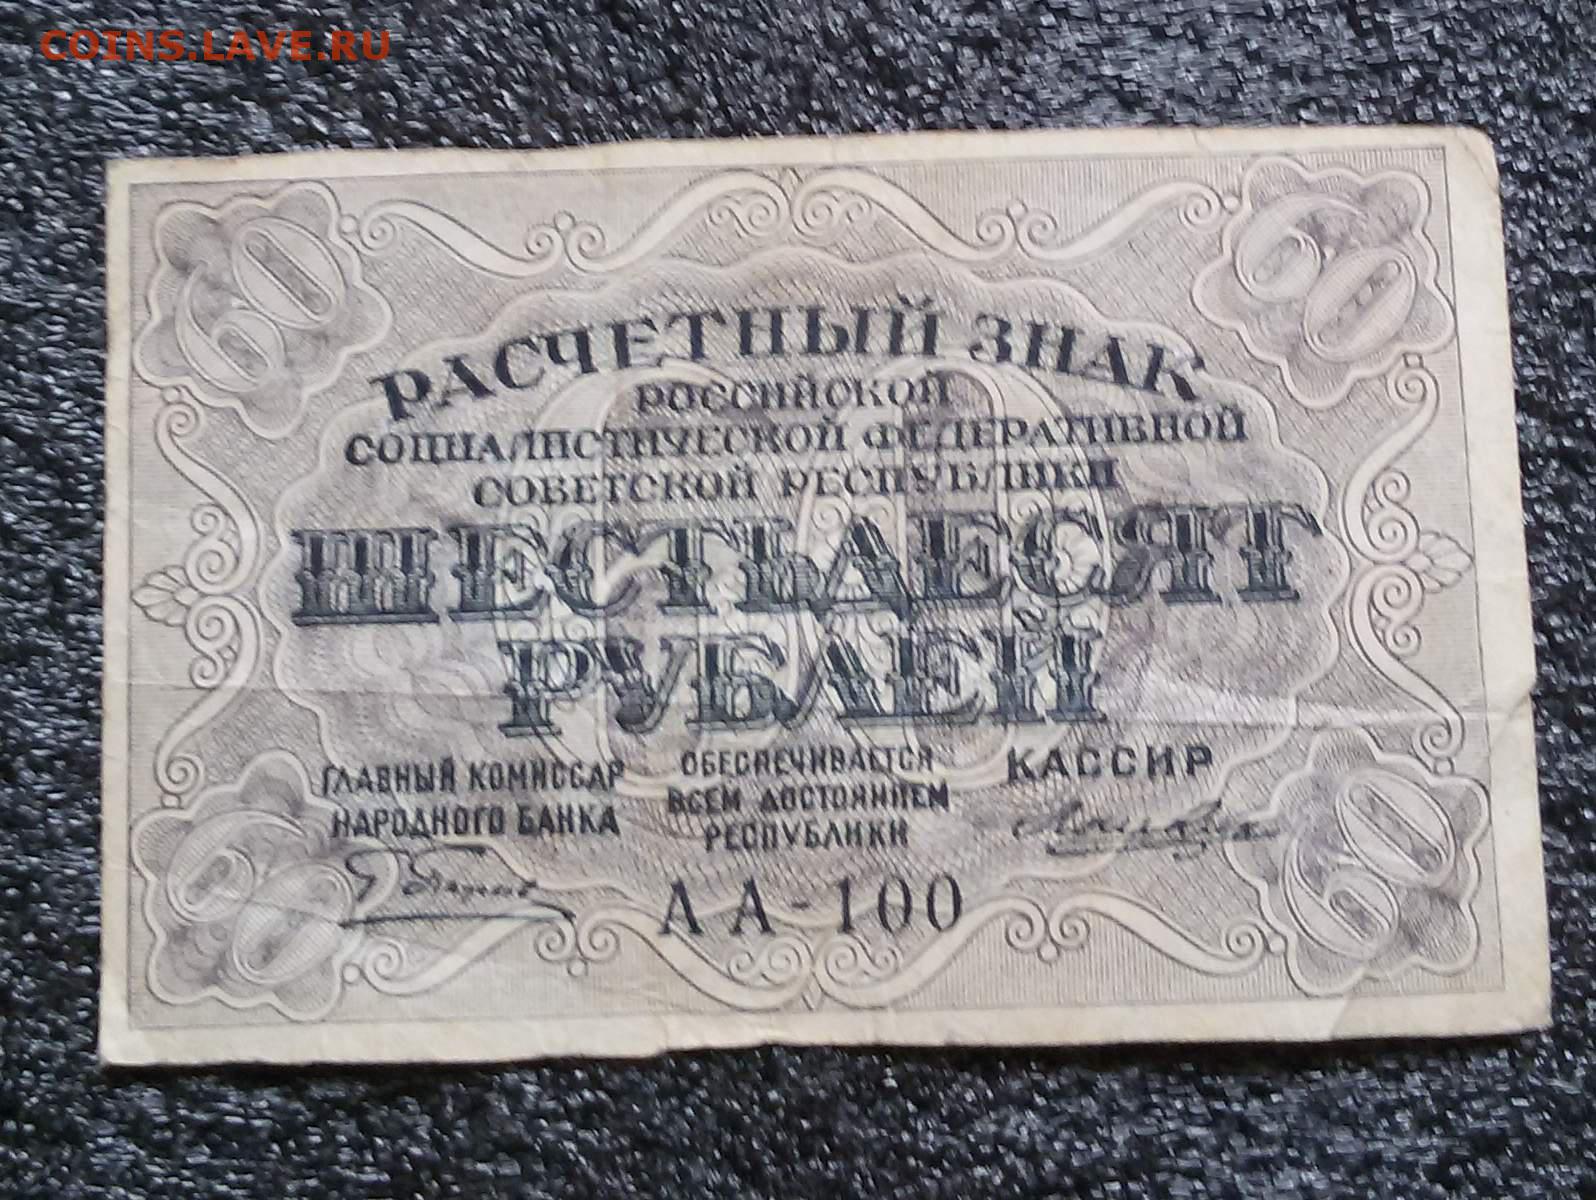 COINS.LAVE.RU
60 60
РАСЧЕТНЫЙ ЗНАК
РОССИЙСКОЙ
СОЦИАЛИСТИЧЕСКОЙ ФЕДЕРАТИВНОЙ
СОВЕТСКОЙ РЕСПУБЛИКИ
60
ШЕСТЬДЕСЯТ
РУБЛЕЙ
ГЛАВНЫЙ КОМИССАР
НАРОДНОГО БАНКА
ОБЕСПЕЧИВАЕТСЯ
ВСЕМ ДОСТОЯНИЕМ
РЕСПУБЛИКИ
КАССИР
АА-100
60 60